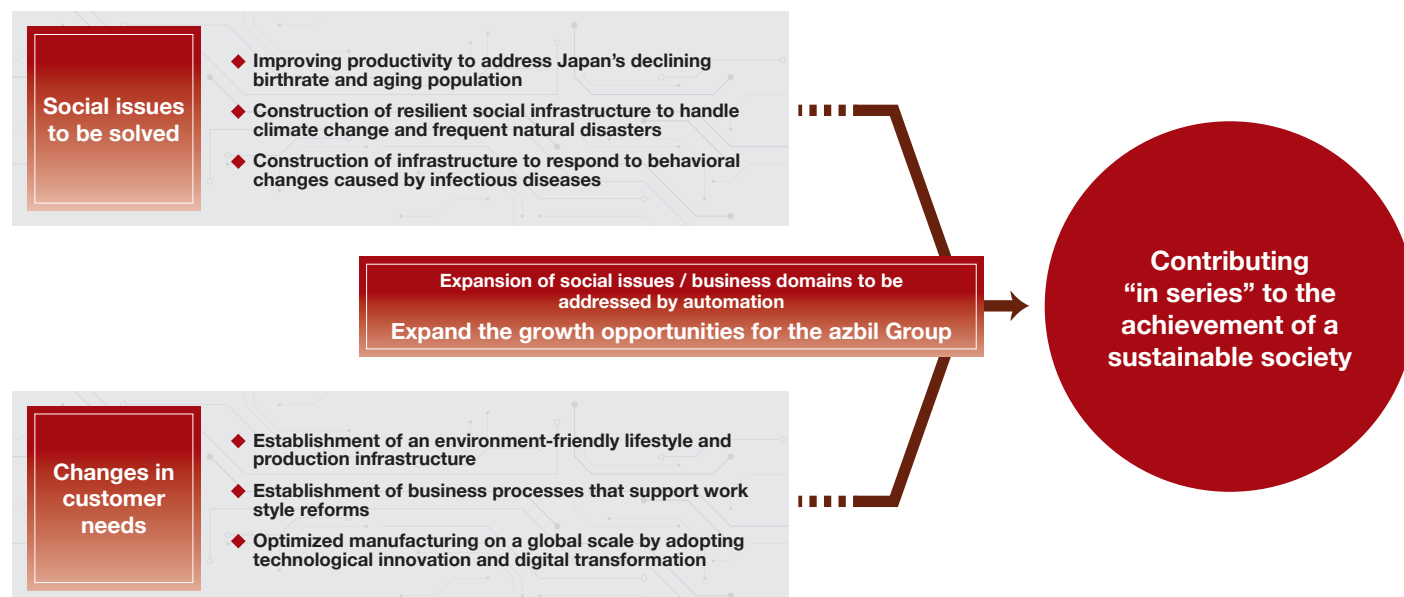 Social issues
to be solved
Improving productivity to address Japan’s declining
birthrate and aging population
Construction of resilient social infrastructure to handle
climate change and frequent natural disasters
Construction of infrastructure to respond to behavioral
changes caused by infectious diseases
Expansion of social issues / business domains to be
addressed by automation
Expand the growth opportunities for the azbil Group
Changes in
customer
needs
Establishment of an environment-friendly lifestyle and
production infrastructure
Establishment of business processes that support work
style reforms
Optimized manufacturing on a global scale by adopting
technological innovation and digital transformation
Contributing
“in series” to the
achievement of a
sustainable society